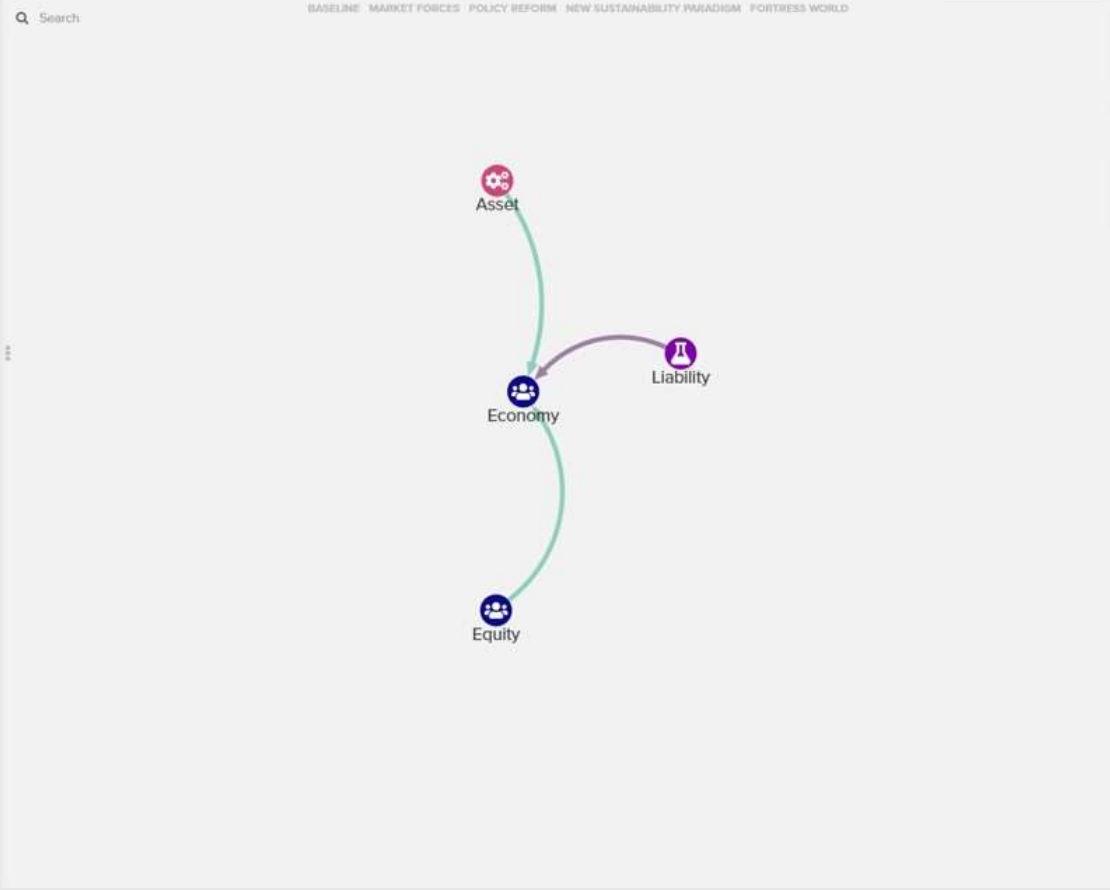 BASELINE MARKET FORCES POLICY REFORM NEW SUSTAINABILITY PARADIGM FORTRESS WORLD
Search
Asset
Liability
Economy
Equity